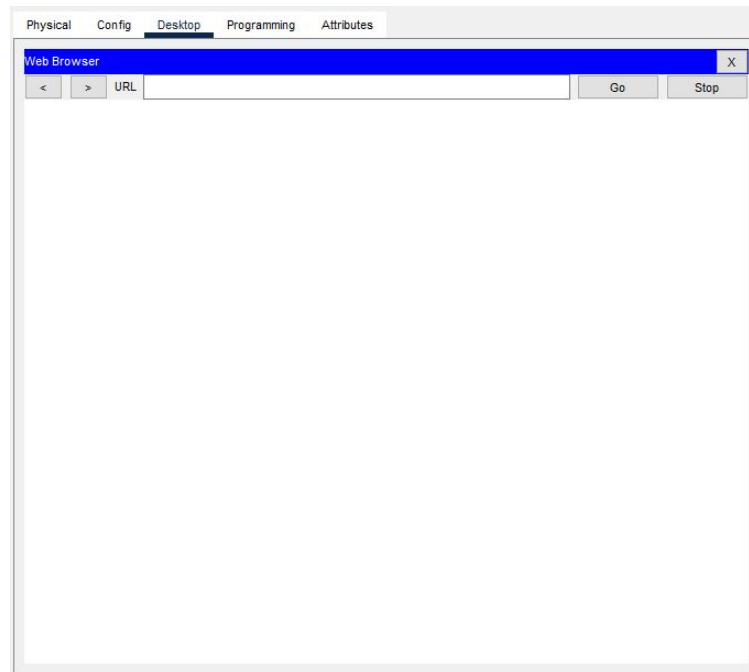 Physical Config Desktop Programming Attributes
Web Browser X
< > URL Go Stop